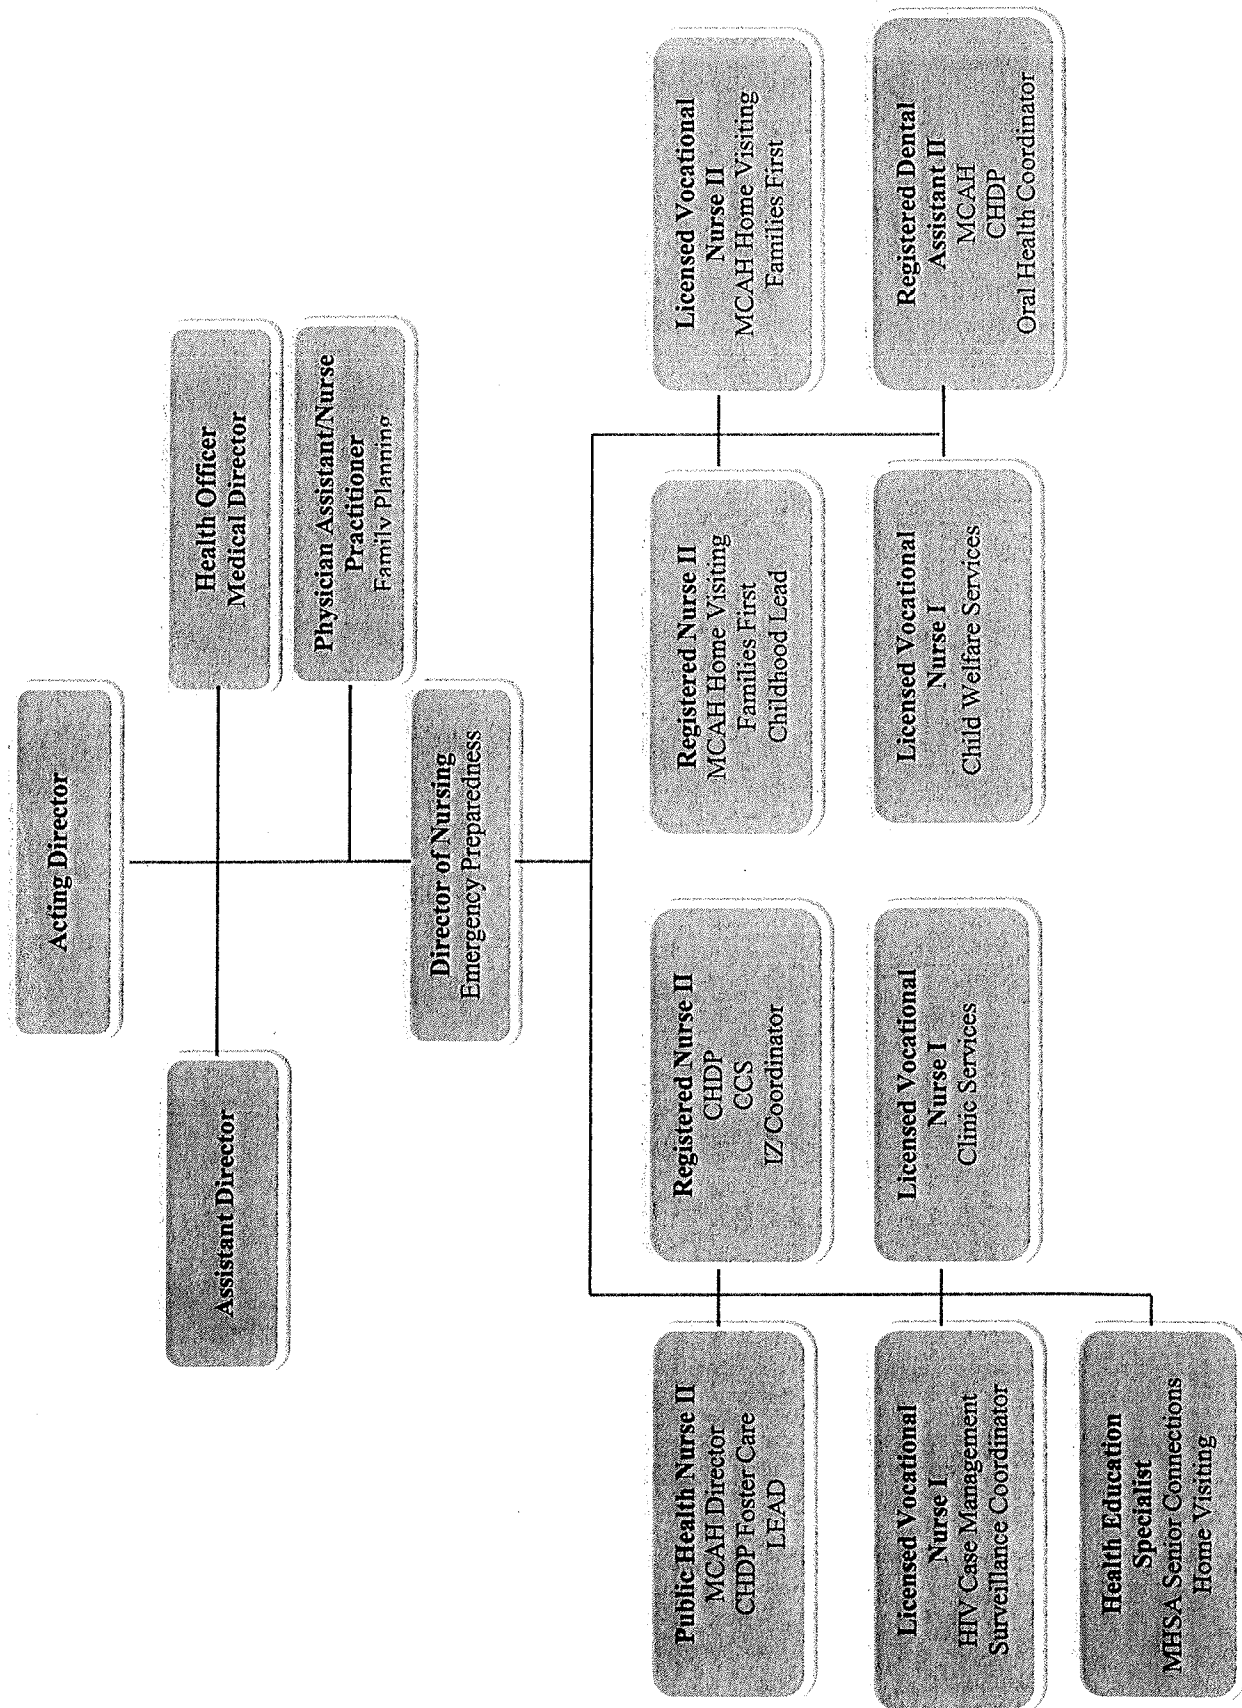 Acting Director
Assistant Director
Health Officer
Medical Director
Physician Assistant/Nurse
Practitioner
Family Planning
Director of Nursing
Emergency Preparedness
Public Health Nurse II
MCAH Director
CHDP Foster Care
LEAD
Registered Nurse II
CHDP
CCS
IZ Coordinator
Registered Nurse II
MCAH Home Visiting
Families First
Childhood Lead
Licensed Vocational
Nurse II
MCAH Home Visiting
Families First
Licensed Vocational
Nurse I
HIV Case Management
Surveillance Coordinator
Licensed Vocational
Nurse I
Clinic Services
Licensed Vocational
Nurse I
Child Welfare Services
Registered Dental
Assistant II
MCAH
CHDP
Oral Health Coordinator
Health Education
Specialist
MHSA Senior Connections
Home Visiting